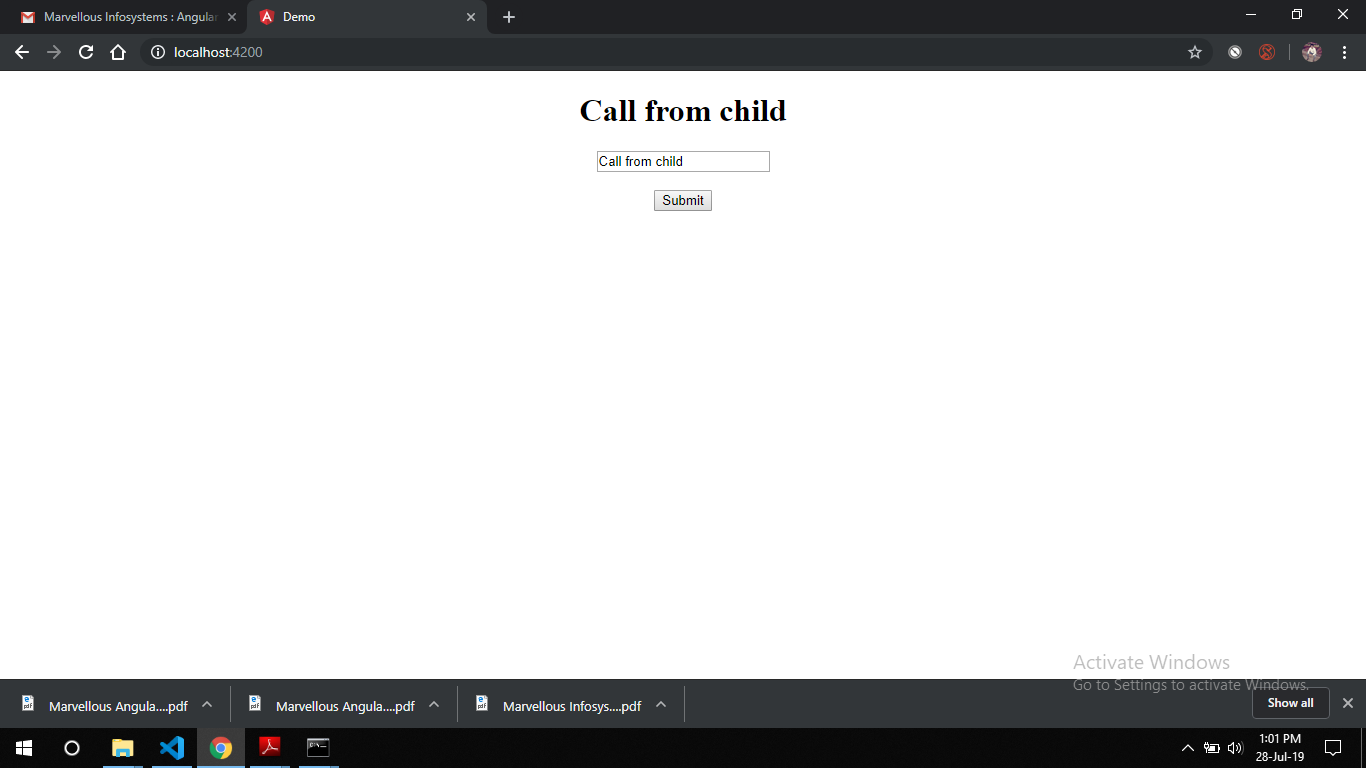 Marvellous Infosystems : Angular
Demo
localhost:4200
Call from child
Call from child
Submit
Activate Windows
Go to Settings to activate Windows.
Marvellous Angula....pdf
Marvellous Angula....pdf
Marvellous Infosys....pdf
Show all
1:01 PM
28-Jul-19